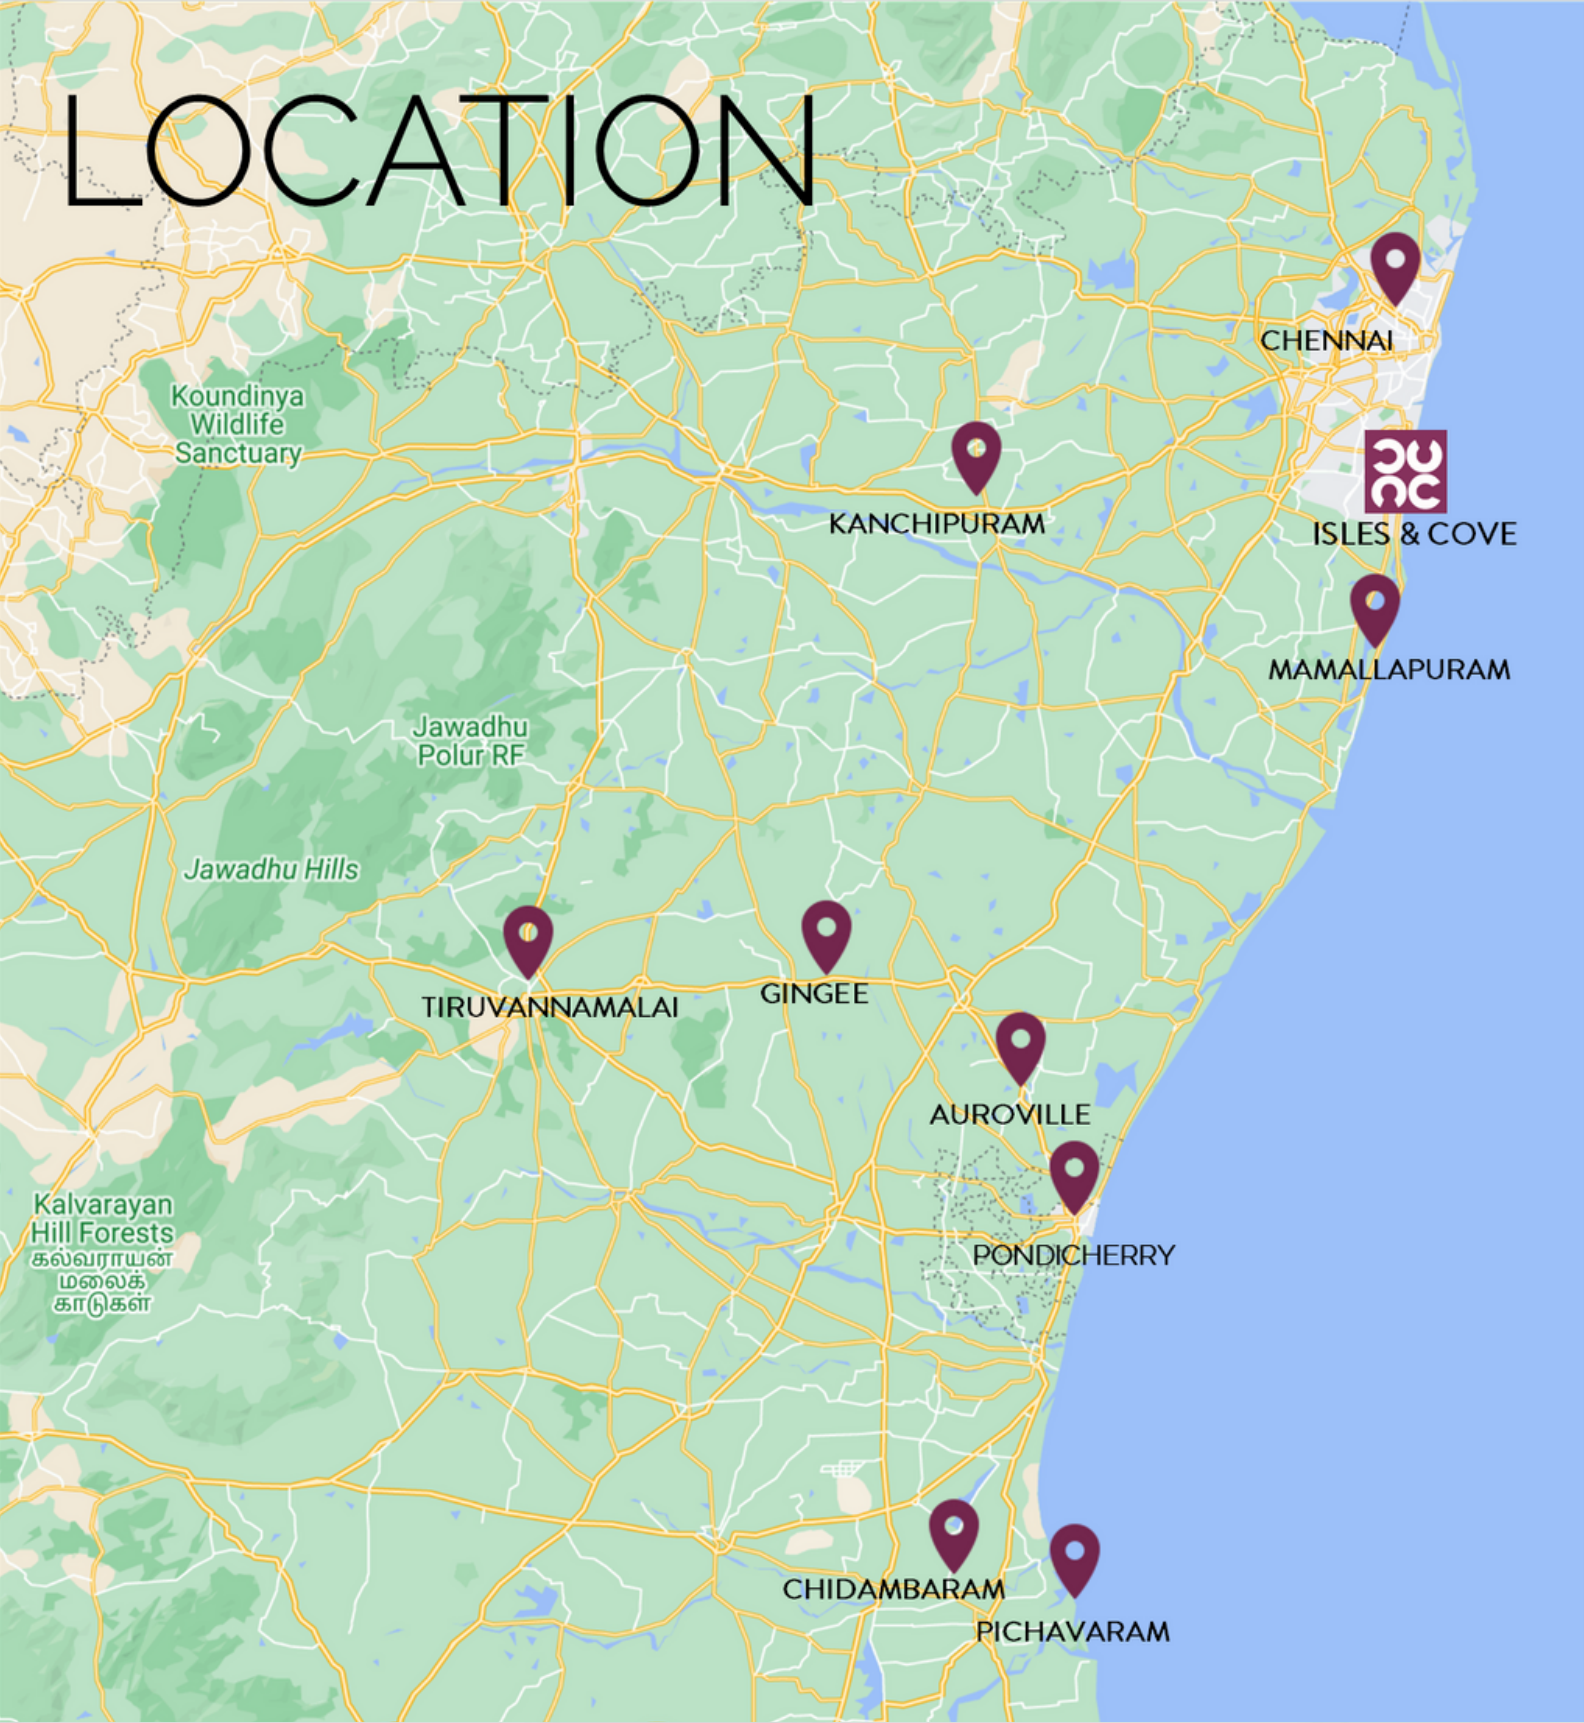 LOCATION
CHENNAI
Koundinya
Wildlife
Sanctuary
KANCHIPURAM
ISLES & COVE
MAMALLAPURAM
Jawadhu
Polur RF
Jawadhu Hills
TIRUVANNAMALAI
GINGEE
AUROVILLE
Kalvarayan
Hill Forests
கல்வராயன்
மலைக்
காடுகள்
PONDICHERRY
CHIDAMBARAM
PICHAVARAM